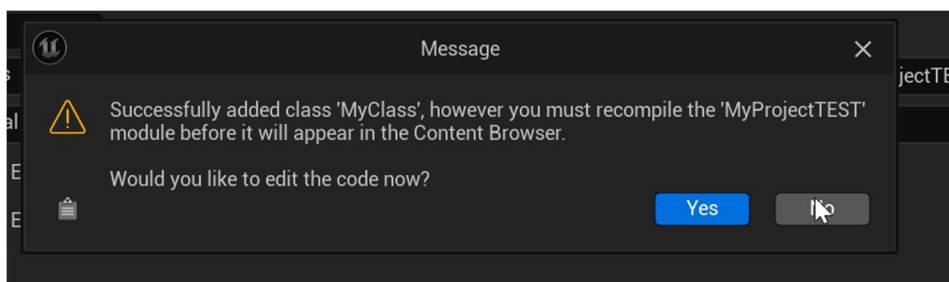 Message
jectTE
Successfully added class 'MyClass', however you must recompile the 'MyProjectTEST'
module before it will appear in the Content Browser.
Would you like to edit the code now?
Yes
No